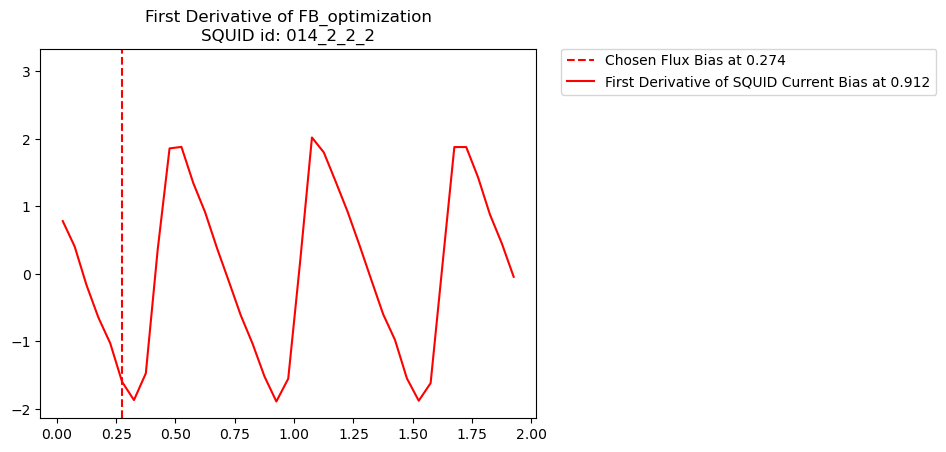 First Derivative of FB_optimization
SQUID id: 014_2_2_2
Chosen Flux Bias at 0.274
First Derivative of SQUID Current Bias at 0.912
3
2
1
0
−1
−2
0.00 0.25 0.50 0.75 1.00 1.25 1.50 1.75 2.00